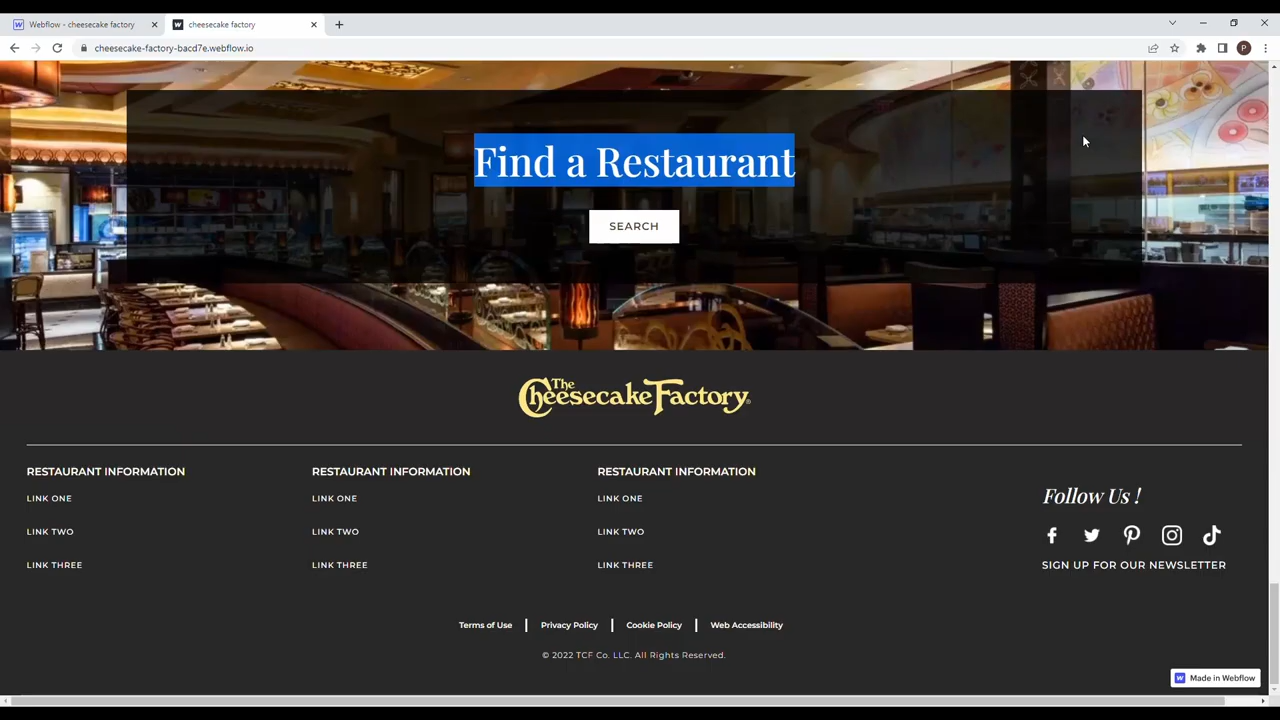 Webflow - cheesecake factory
cheesecake factory
cheesecake-factory-bacd7e.webflow.io
P
Find a Restaurant
SEARCH
The Cheesecake Factory®
RESTAURANT INFORMATION
LINK ONE
LINK TWO
LINK THREE
RESTAURANT INFORMATION
LINK ONE
LINK TWO
LINK THREE
RESTAURANT INFORMATION
LINK ONE
LINK TWO
LINK THREE
Follow Us !
SIGN UP FOR OUR NEWSLETTER
Terms of Use
Privacy Policy
Cookie Policy
Web Accessibility
© 2022 TCF Co. LLC. All Rights Reserved.
Made in Webflow